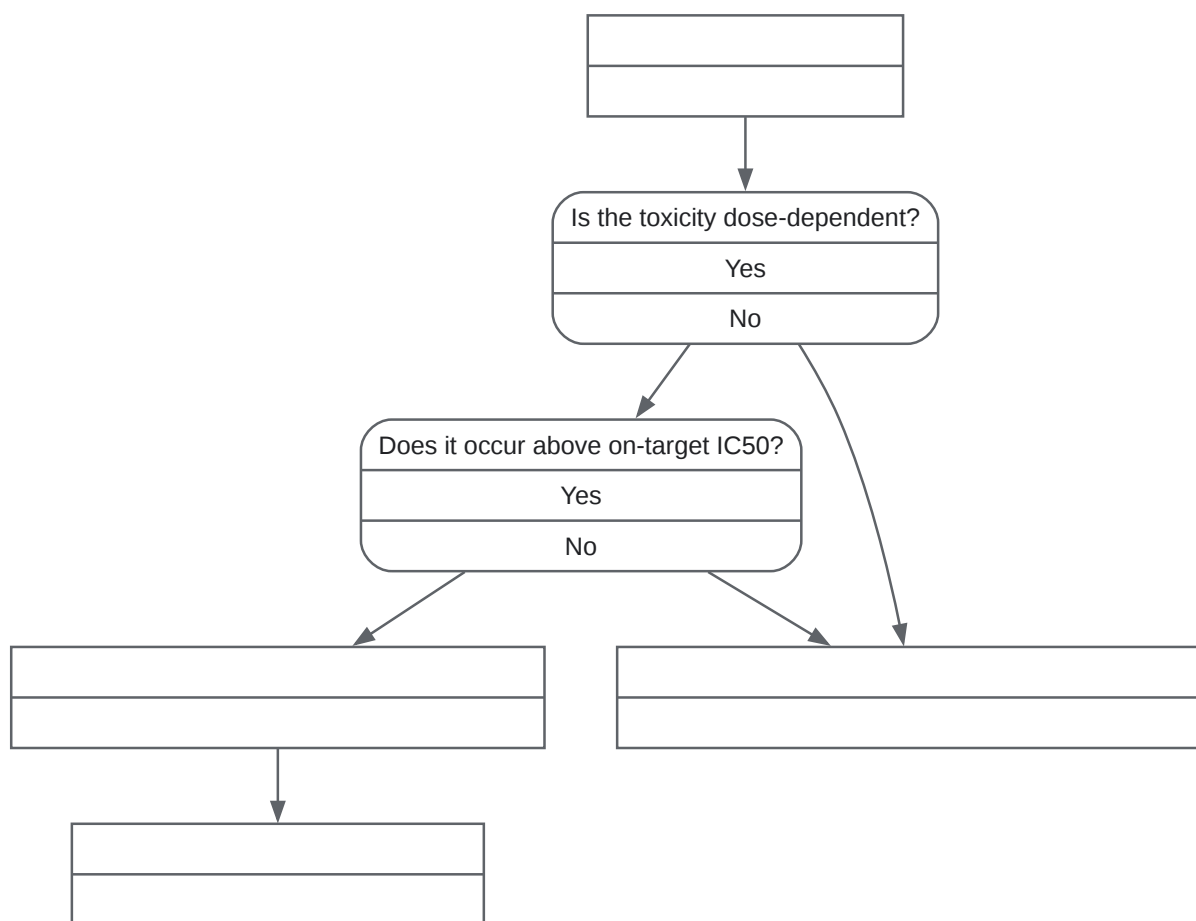 Is the toxicity dose-dependent?
Yes
No
Does it occur above on-target IC50?
Yes
No